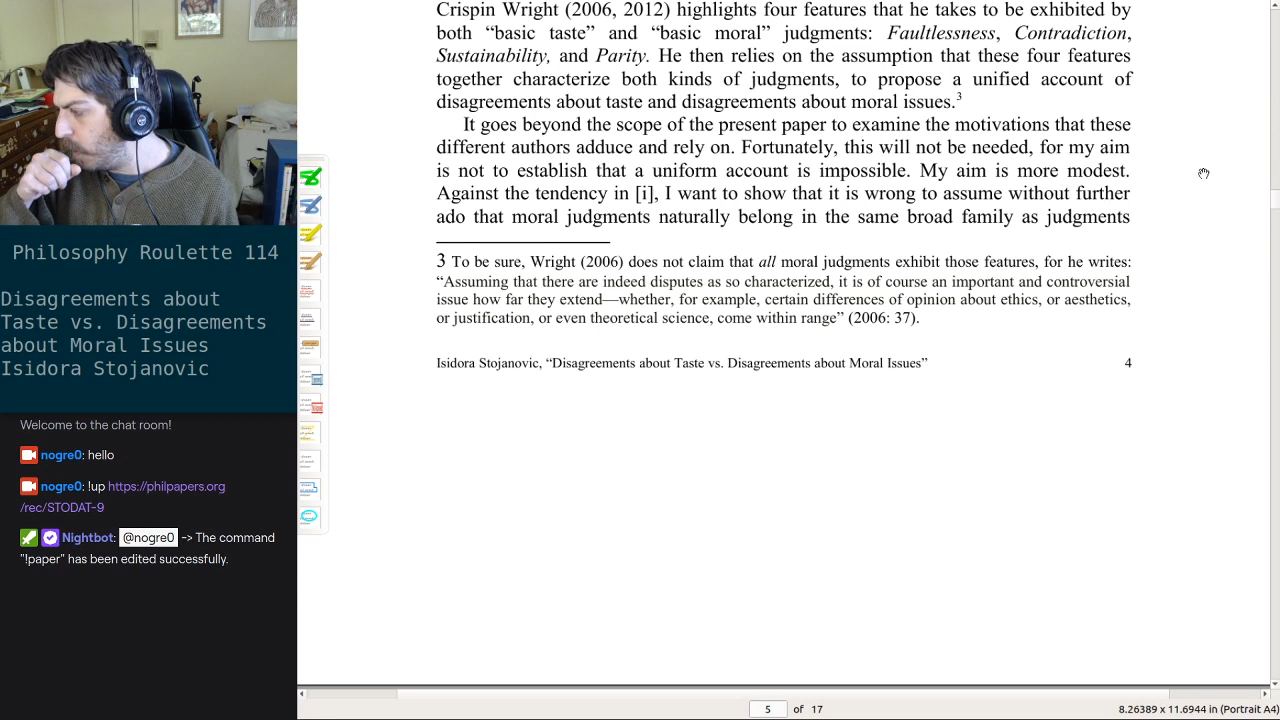 Philosophy Roulette 114
Disagreements about
Taste vs. Disagreements
about Moral Issues
Isidora Stojanovic
Welcome to the chat room!
nogre0: hello
nogre0: !up https://philpapers.org
/rec/STODAT-9
Nightbot: @nogre0 -> The command
"!paper" has been edited successfully.
Crispin Wright (2006, 2012) highlights four features that he takes to be exhibited by
both “basic taste” and “basic moral” judgments: Faultlessness, Contradiction,
Sustainability, and Parity. He then relies on the assumption that these four features
together characterize both kinds of judgments, to propose a unified account of
disagreements about taste and disagreements about moral issues.3
It goes beyond the scope of the present paper to examine the motivations that these
different authors adduce and rely on. Fortunately, this will not be needed, for my aim
is not to establish that a uniform account is impossible. My aim is more modest.
Against the tendency in [i], I want to show that it is wrong to assume without further
ado that moral judgments naturally belong in the same broad family as judgments
3 To be sure, Wright (2006) does not claim that all moral judgments exhibit those features, for he writes:
“Assuming that there are indeed disputes as so characterized, it is of course an important and controversial
issue how far they extend—whether, for example, certain differences of opinion about ethics, or aesthetics,
or justification, or even theoretical science, come within range” (2006: 37).
Isidora Stojanovic, “Disagreements about Taste vs. Disagreements about Moral Issues”
4
5 of 17
8.26389 x 11.6944 in (Portrait A4)